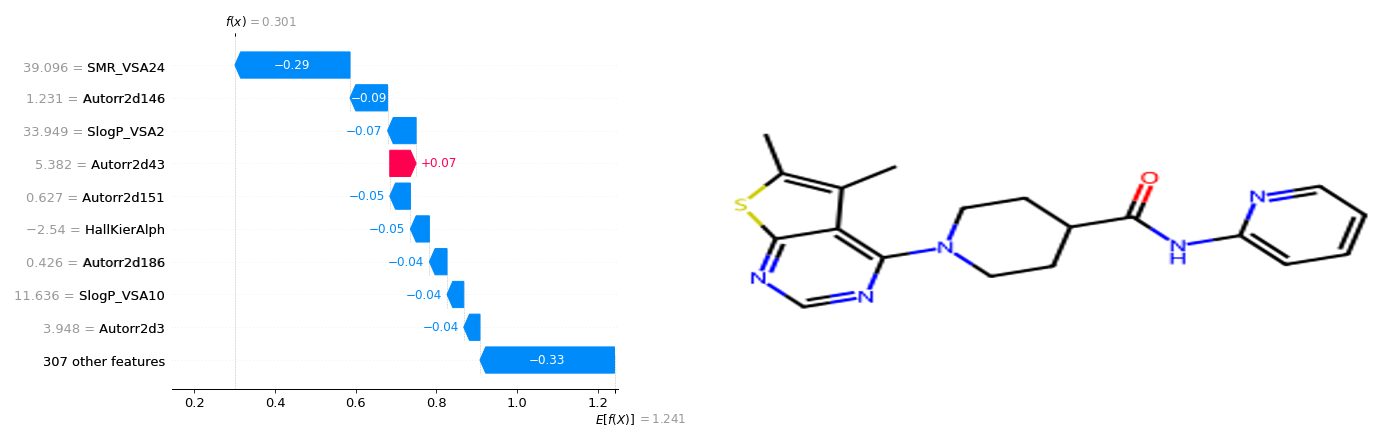 f(x) = 0.301
39.096 = SMR_VSA24
−0.29
1.231 = Autorr2d146
−0.09
33.949 = SlogP_VSA2
−0.07
5.382 = Autorr2d43
+0.07
0.627 = Autorr2d151
−0.05
−2.54 = HallKierAlph
−0.05
0.426 = Autorr2d186
−0.04
11.636 = SlogP_VSA10
−0.04
3.948 = Autorr2d3
−0.04
307 other features
−0.33
0.2 0.4 0.6 0.8 1.0 1.2
E[f(X)] = 1.241
O
N
S
N
N
H
N
N